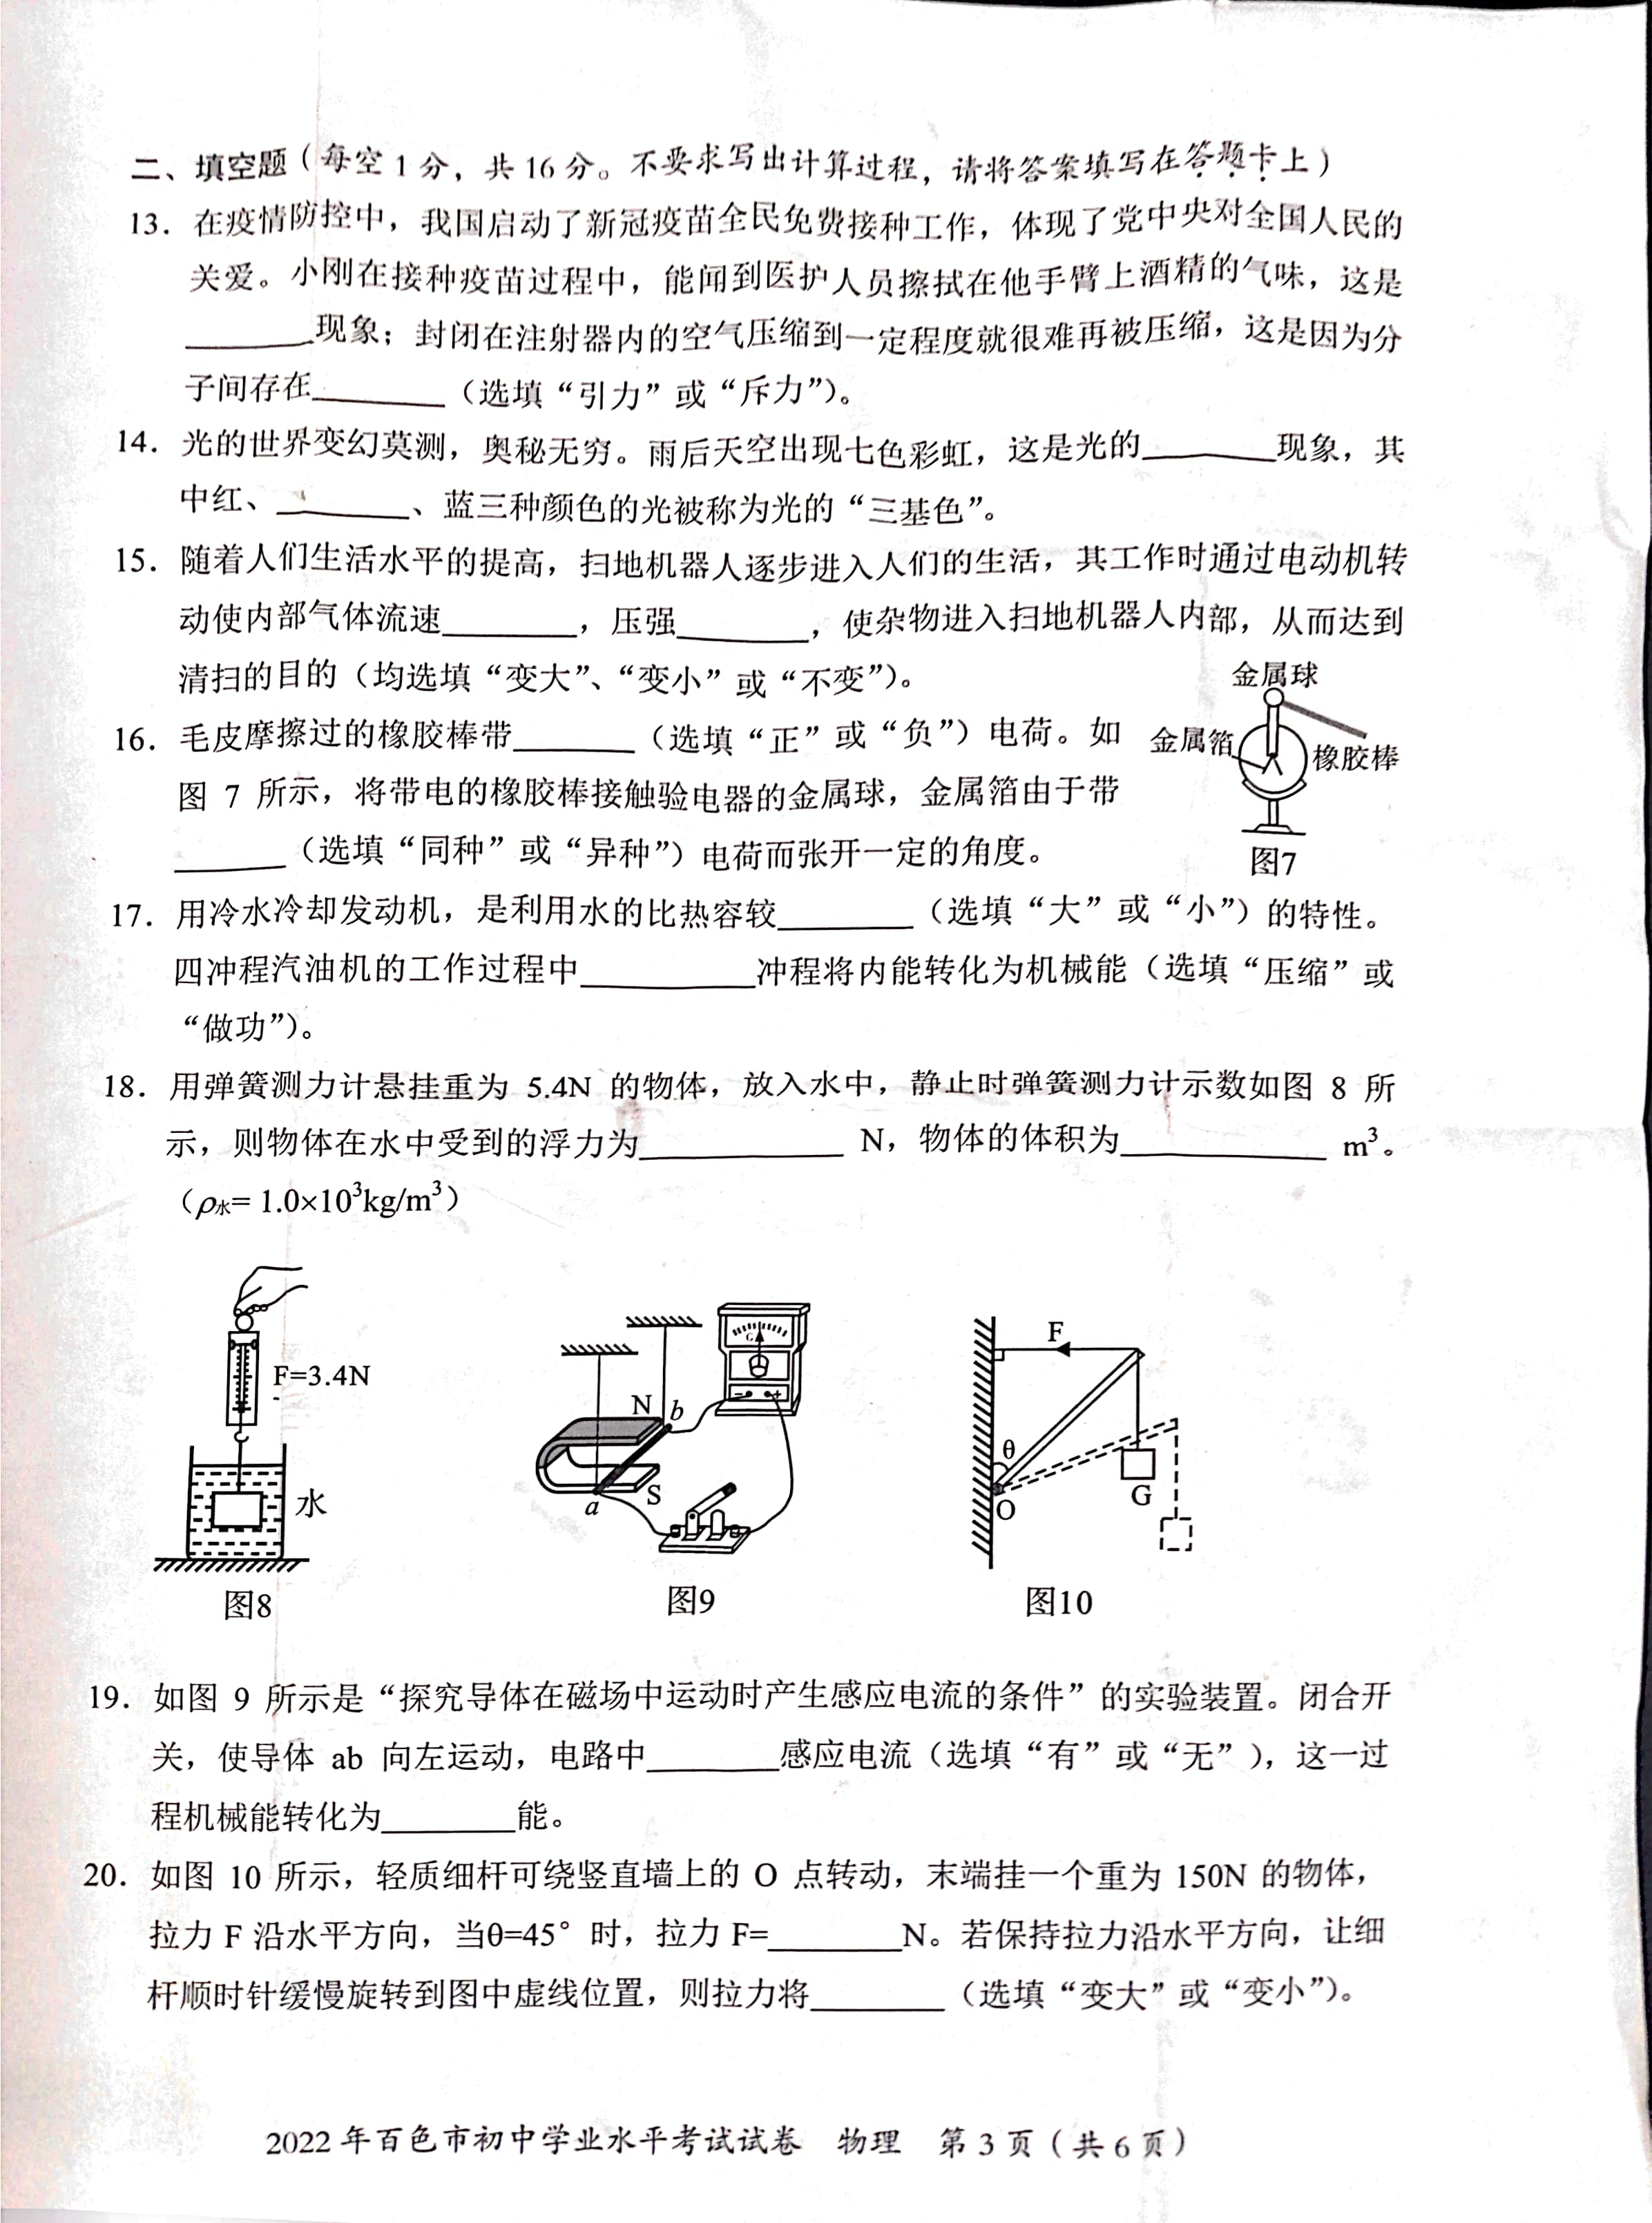 二、填空题（每空1分，共16分。不要求写出计算过程，请将答案填写在答题卡上）
13．在疫情防控中，我国启动了新冠疫苗全民免费接种工作，体现了党中央对全国人民的
关爱。小刚在接种疫苗过程中，能闻到医护人员擦拭在他手臂上酒精的气味，这是
________现象；封闭在注射器内的空气压缩到一定程度就很难再被压缩，这是因为分
子间存在________（选填“引力”或“斥力”）。
14．光的世界变幻莫测，奥秘无穷。雨后天空出现七色彩虹，这是光的________现象，其
中红、________、蓝三种颜色的光被称为光的“三基色”。
15．随着人们生活水平的提高，扫地机器人逐步进入人们的生活，其工作时通过电动机转
动使内部气体流速________，压强________，使杂物进入扫地机器人内部，从而达到
清扫的目的（均选填“变大”、“变小”或“不变”）。
16．毛皮摩擦过的橡胶棒带________（选填“正”或“负”）电荷。如
图 7 所示，将带电的橡胶棒接触验电器的金属球，金属箔由于带
________（选填“同种”或“异种”）电荷而张开一定的角度。
金属球
金属箔
橡胶棒
图7
17．用冷水冷却发动机，是利用水的比热容较________（选填“大”或“小”）的特性。
四冲程汽油机的工作过程中________冲程将内能转化为机械能（选填“压缩”或
“做功”）。
18．用弹簧测力计悬挂重为 5.4N 的物体，放入水中，静止时弹簧测力计示数如图 8 所
示，则物体在水中受到的浮力为________ N，物体的体积为________ m³。
（ρ水= 1.0×10³kg/m³）
F=3.4N
水
图8
G
N
b
a
S
- +
图9
F
θ
O
G
图10
19．如图 9 所示是“探究导体在磁场中运动时产生感应电流的条件”的实验装置。闭合开
关，使导体 ab 向左运动，电路中________感应电流（选填“有”或“无”），这一过
程机械能转化为________能。
20．如图 10 所示，轻质细杆可绕竖直墙上的 O 点转动，末端挂一个重为 150N 的物体，
拉力 F 沿水平方向，当θ=45° 时，拉力 F=________N。若保持拉力沿水平方向，让细
杆顺时针缓慢旋转到图中虚线位置，则拉力将________（选填“变大”或“变小”）。
2022年百色市初中学业水平考试试卷 物理 第3页（共6页）